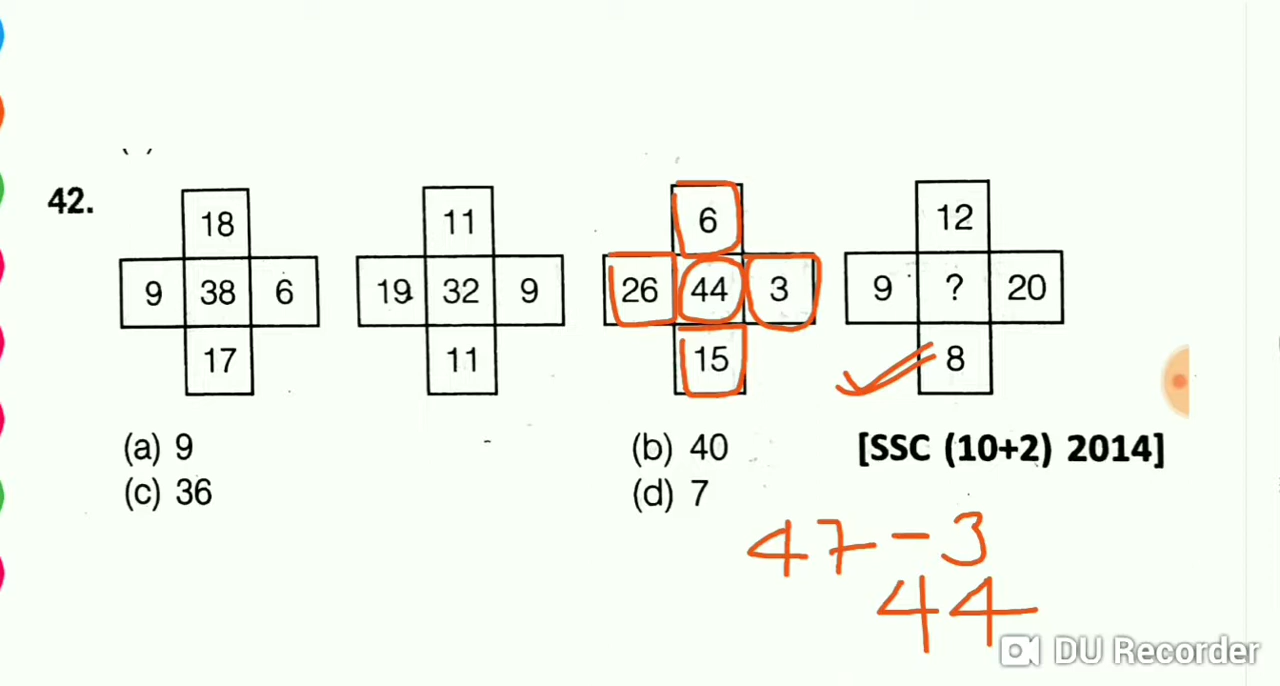 42.
18 11 6 12
9 38 6 19 32 9 26 44 3 9 ? 20
17 11 15 8
(a) 9 (b) 40 [SSC (10+2) 2014]
(c) 36 (d) 7
47-3
44
DU Recorder